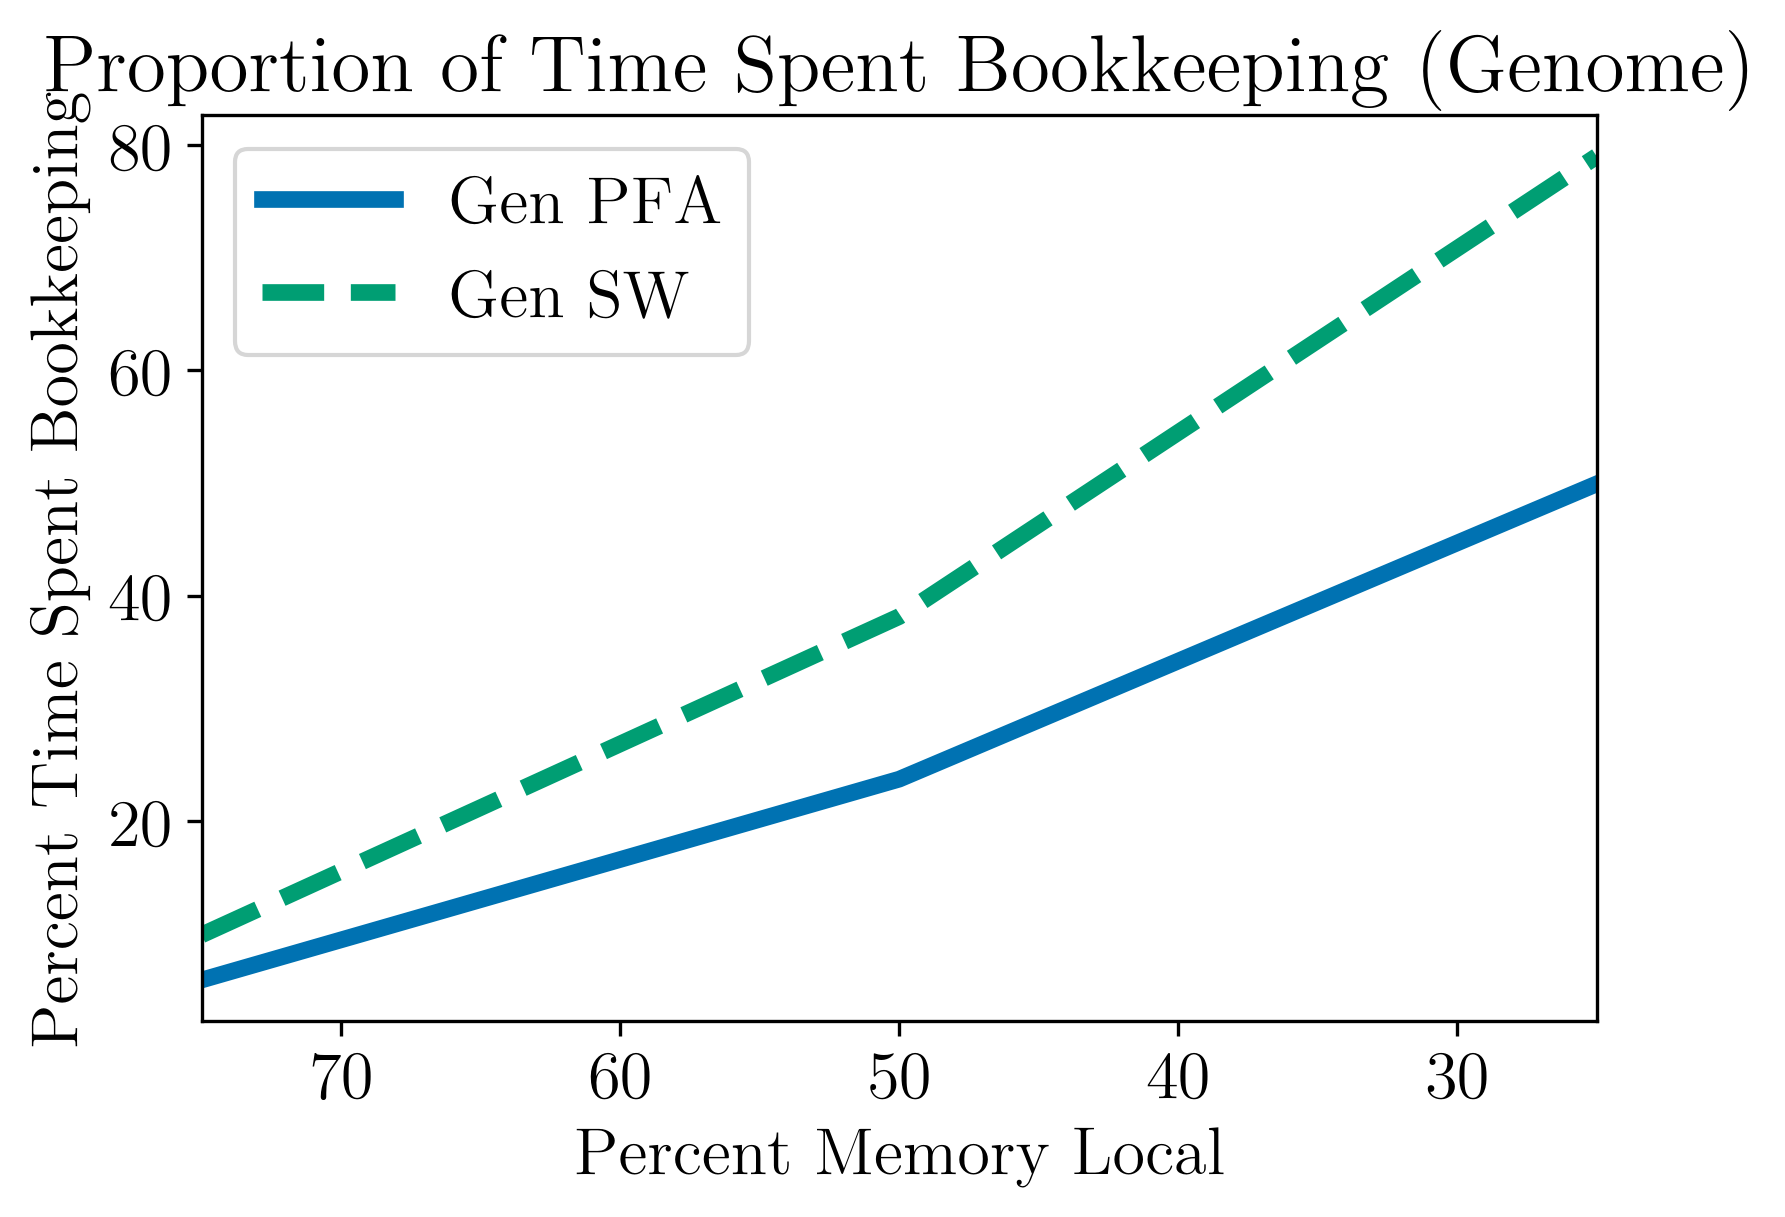 Proportion of Time Spent Bookkeeping (Genome)
Percent Time Spent Bookkeeping
80
60
40
20
Gen PFA
Gen SW
70 60 50 40 30
Percent Memory Local